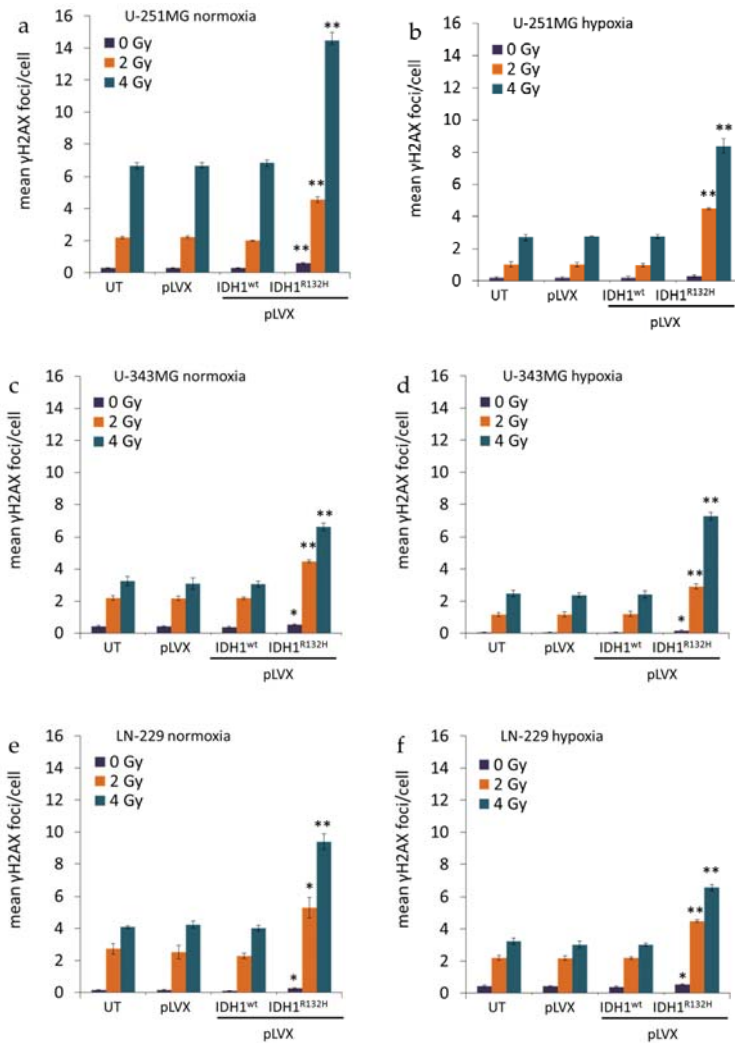 a
U-251MG normoxia
mean γH2AX foci/cell
16
14
12
10
8
6
4
2
0
0 Gy
2 Gy
4 Gy
**
**
**
UT
pLVX
IDH1wt
IDH1R132H
pLVX
b
U-251MG hypoxia
mean γH2AX foci/cell
16
14
12
10
8
6
4
2
0
0 Gy
2 Gy
4 Gy
**
**
UT
pLVX
IDH1wt
IDH1R132H
pLVX
c
U-343MG normoxia
mean γH2AX foci/cell
16
14
12
10
8
6
4
2
0
0 Gy
2 Gy
4 Gy
*
**
**
UT
pLVX
IDH1wt
IDH1R132H
pLVX
d
U-343MG hypoxia
mean γH2AX foci/cell
16
14
12
10
8
6
4
2
0
0 Gy
2 Gy
4 Gy
*
**
**
UT
pLVX
IDH1wt
IDH1R132H
pLVX
e
LN-229 normoxia
mean γH2AX foci/cell
16
14
12
10
8
6
4
2
0
0 Gy
2 Gy
4 Gy
*
*
**
UT
pLVX
IDH1wt
IDH1R132H
pLVX
f
LN-229 hypoxia
mean γH2AX foci/cell
16
14
12
10
8
6
4
2
0
0 Gy
2 Gy
4 Gy
*
**
**
UT
pLVX
IDH1wt
IDH1R132H
pLVX